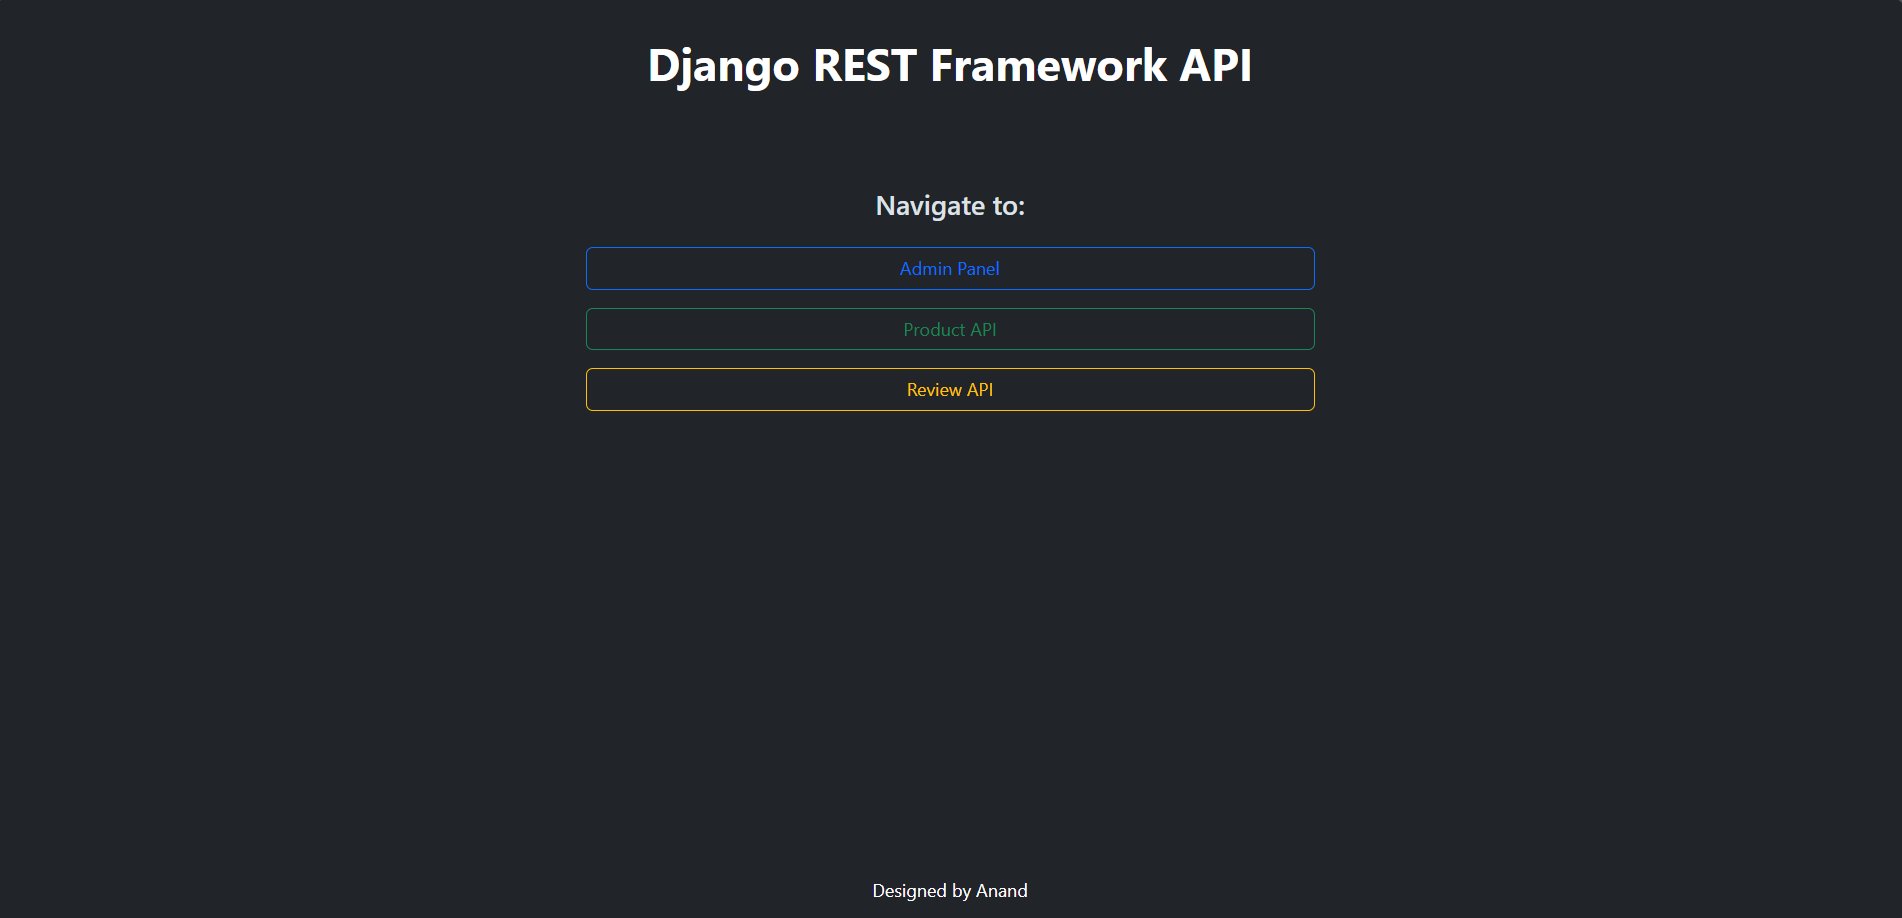 Django REST Framework API
Navigate to:
Admin Panel
Product API
Review API
Designed by Anand